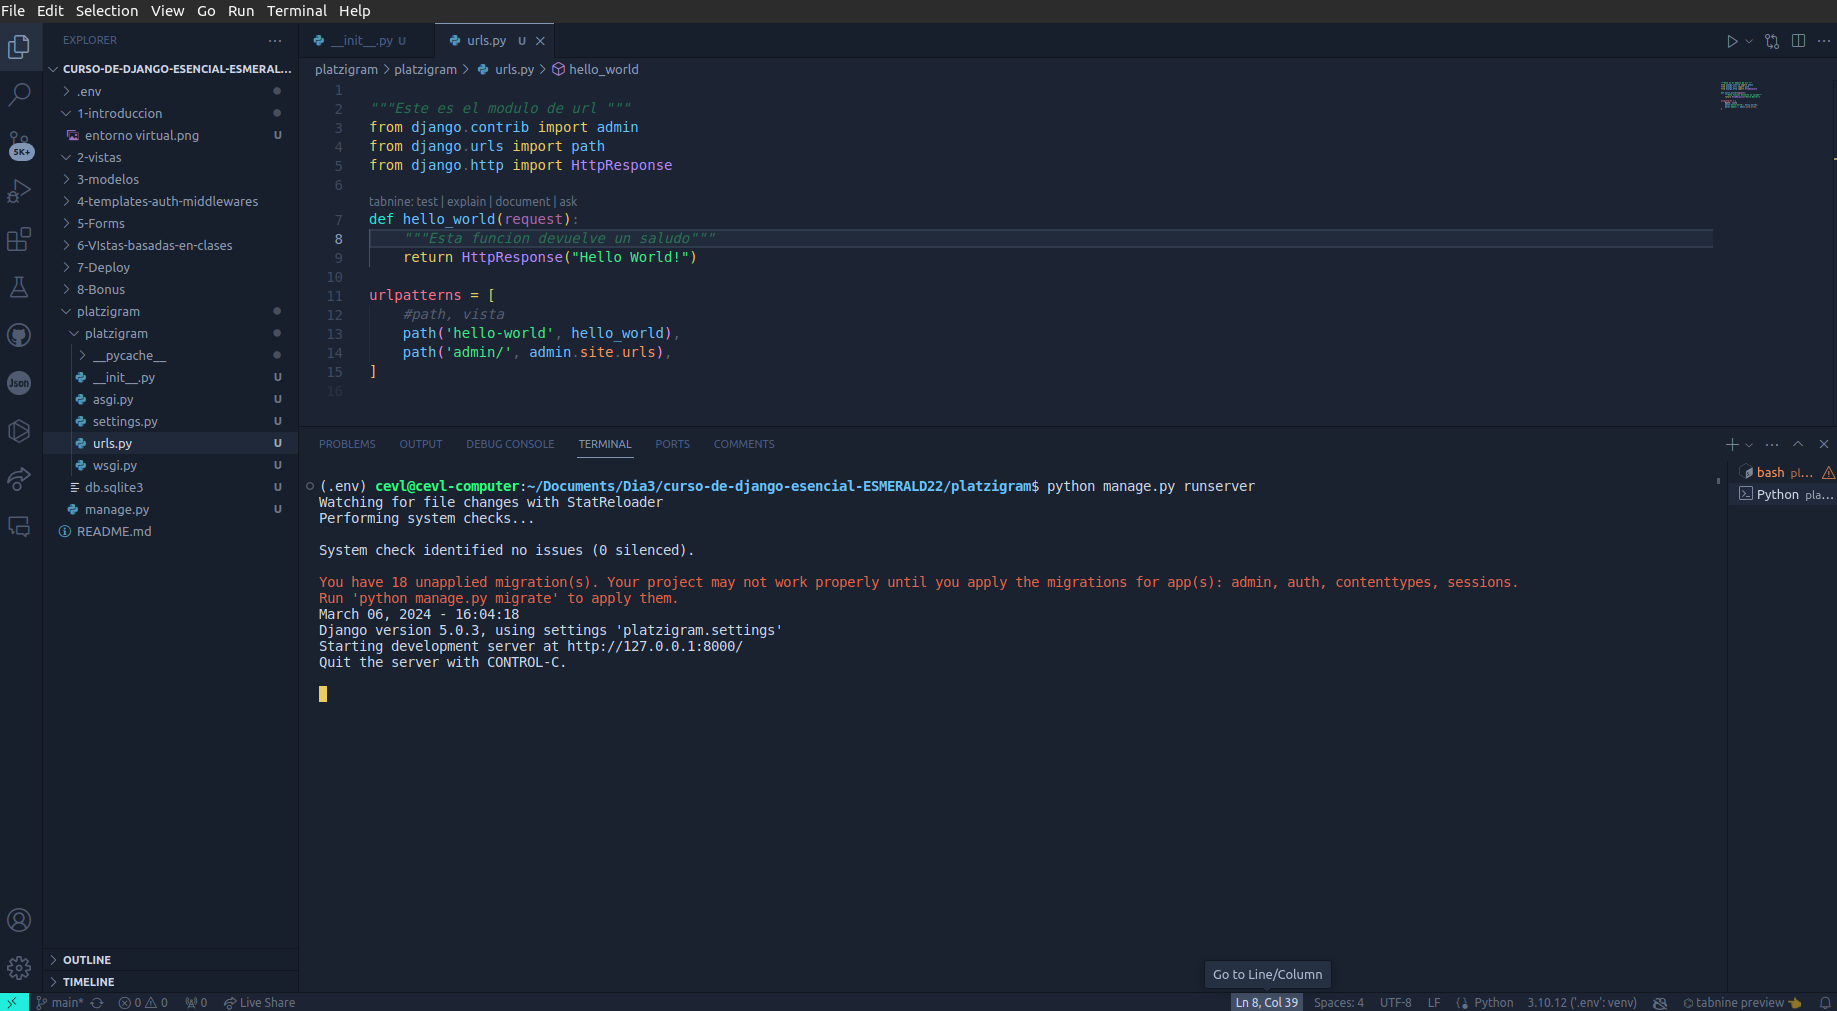 File Edit Selection View Go Run Terminal Help
EXPLORER
CURSO-DE-DJANGO-ESENCIAL-ESMERAL...
.env
1-introduccion
entorno virtual.png U
2-vistas
3-modelos
4-templates-auth-middlewares
5-Forms
6-VIstas-basadas-en-clases
7-Deploy
8-Bonus
platzigram
platzigram
__pycache__
__init__.py U
asgi.py U
settings.py U
urls.py U
wsgi.py U
db.sqlite3 U
manage.py U
README.md
OUTLINE
TIMELINE
5K+
Json
__init__.py U urls.py U
platzigram > platzigram > urls.py > hello_world
1
2 """Este es el modulo de url """
3 from django.contrib import admin
4 from django.urls import path
5 from django.http import HttpResponse
6
tabnine: test | explain | document | ask
7 def hello_world(request):
8 """Esta funcion devuelve un saludo"""
9 return HttpResponse("Hello World!")
10
11 urlpatterns = [
12 #path, vista
13 path('hello-world', hello_world),
14 path('admin/', admin.site.urls),
15 ]
16
PROBLEMS OUTPUT DEBUG CONSOLE TERMINAL PORTS COMMENTS
(.env) cevl@cevl-computer:~/Documents/Dia3/curso-de-django-esencial-ESMERALD22/platzigram$ python manage.py runserver
Watching for file changes with StatReloader
Performing system checks...
System check identified no issues (0 silenced).
You have 18 unapplied migration(s). Your project may not work properly until you apply the migrations for app(s): admin, auth, contenttypes, sessions.
Run 'python manage.py migrate' to apply them.
March 06, 2024 - 16:04:18
Django version 5.0.3, using settings 'platzigram.settings'
Starting development server at http://127.0.0.1:8000/
Quit the server with CONTROL-C.
bash pl...
Python pla...
Go to Line/Column
main* 0 0 0 Live Share Ln 8, Col 39 Spaces: 4 UTF-8 LF Python 3.10.12 ('.env': venv) tabnine preview